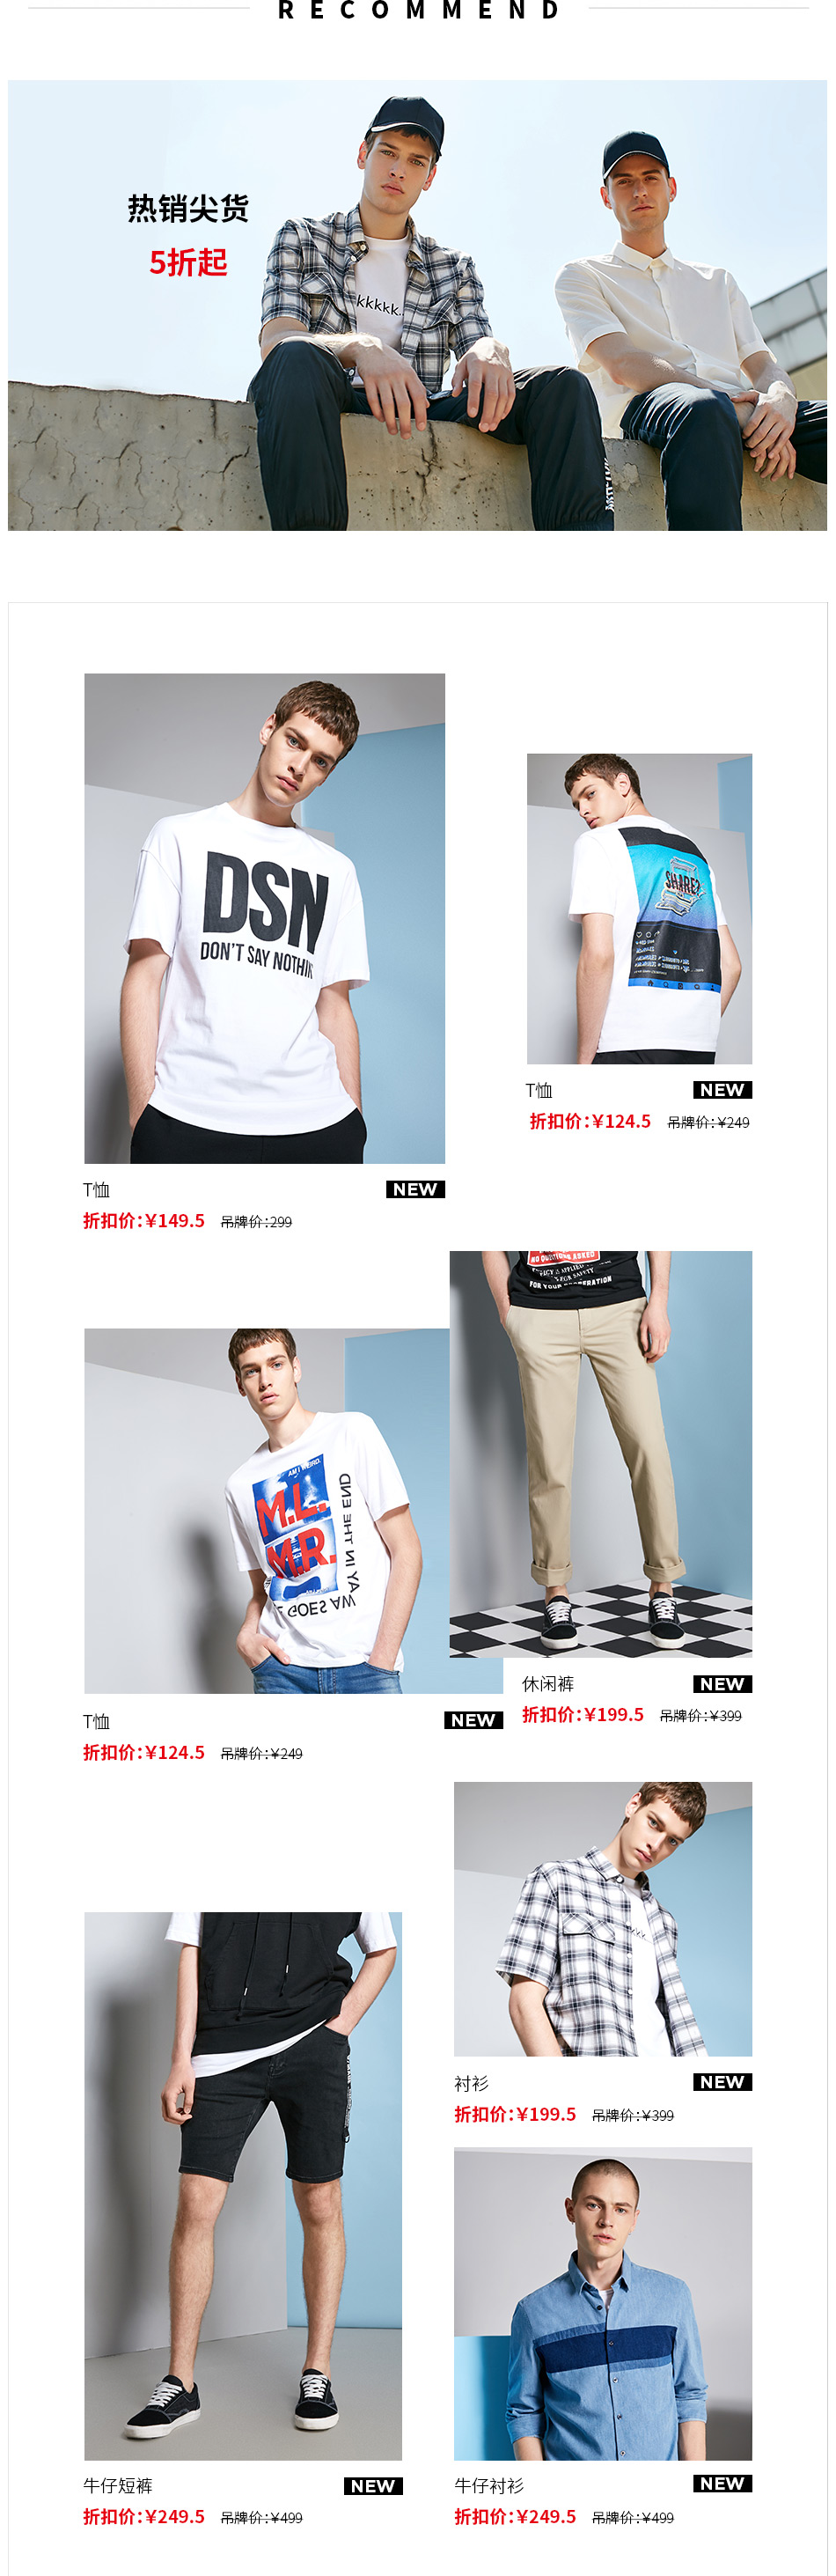 RECOMMEND
热销尖货
5折起
kkkkk..
DSN
DON'T SAY NOTHIN
SHARE?
T恤
NEW
折扣价:¥124.5 吊牌价:¥249
T恤
NEW
折扣价:¥149.5 吊牌价:299
NO QUESTIONS ASKED
FOR SAFETY
FOR YOUR COOPERATION
AM I WEIRD.
M.L.
M.R.
GOES AWAY IN THE END
休闲裤
NEW
折扣价:¥199.5 吊牌价:¥399
T恤
NEW
折扣价:¥124.5 吊牌价:¥249
衬衫
NEW
折扣价:¥199.5 吊牌价:¥399
牛仔短裤
NEW
折扣价:¥249.5 吊牌价:¥499
牛仔衬衫
NEW
折扣价:¥249.5 吊牌价:¥499